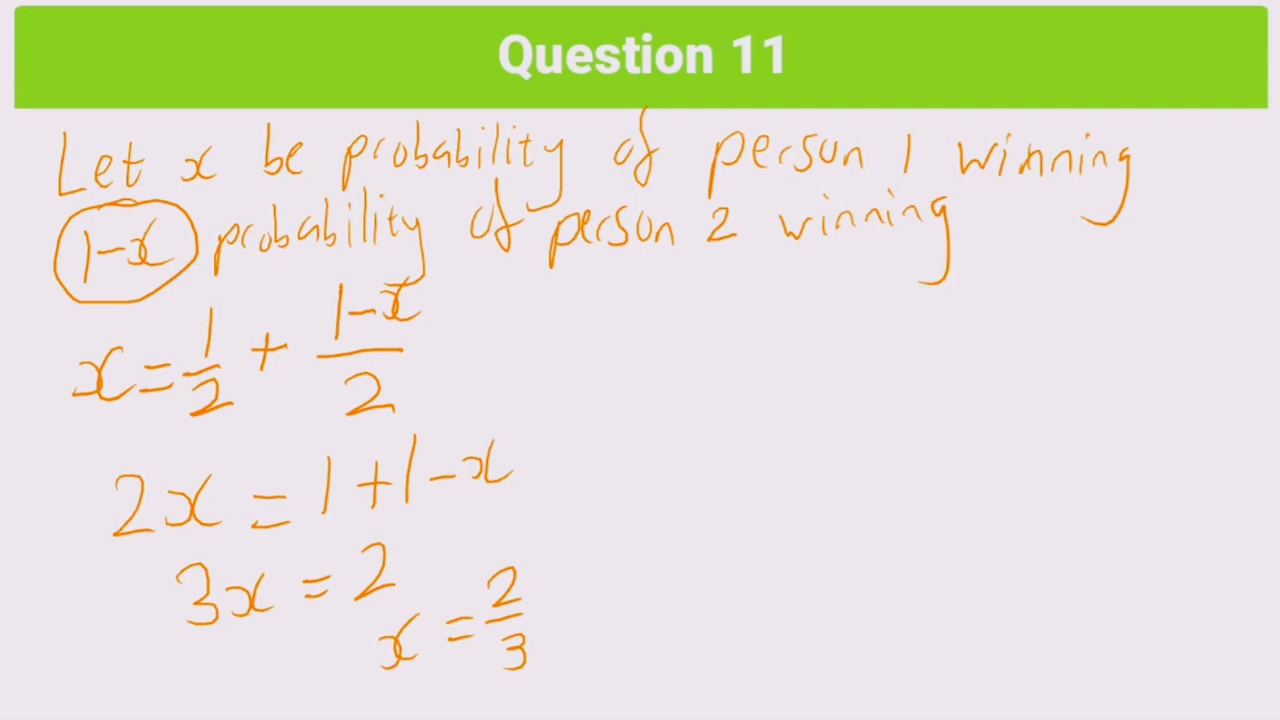 Question 11
Let x be probability of person 1 winning
1-x probability of person 2 winning
x = 1/2 + (1-x)/2
2x = 1+1-x
3x = 2
x = 2/3